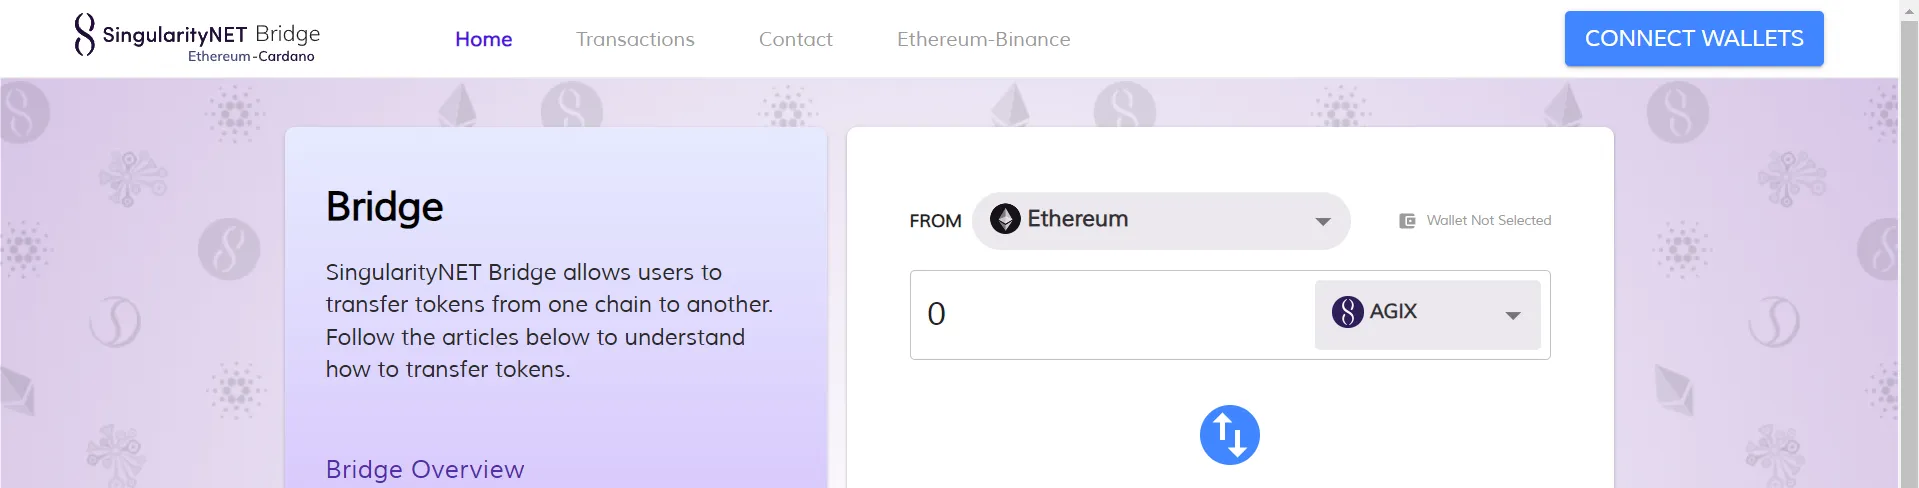 SingularityNET Bridge
Ethereum-Cardano
Home
Transactions
Contact
Ethereum-Binance
CONNECT WALLETS
Bridge
SingularityNET Bridge allows users to
transfer tokens from one chain to another.
Follow the articles below to understand
how to transfer tokens.
Bridge Overview
FROM
Ethereum
Wallet Not Selected
0
AGIX